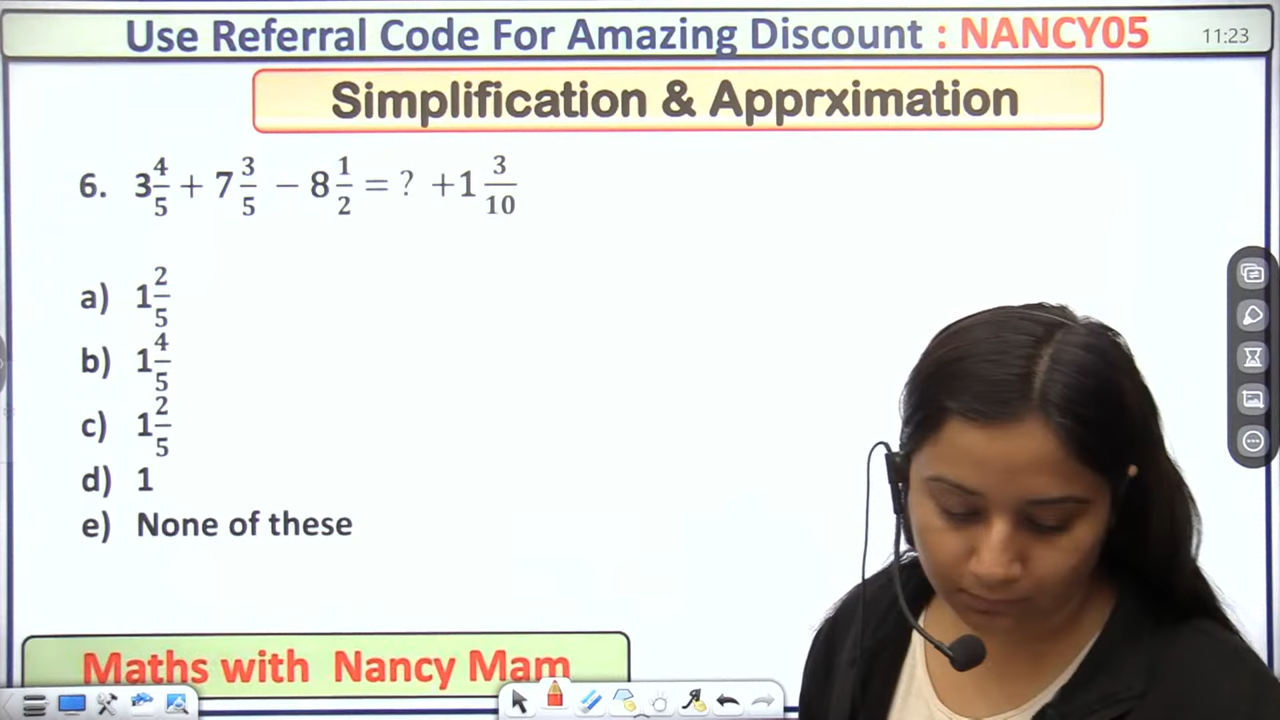 Use Referral Code For Amazing Discount : NANCY05
11:23
Simplification & Apprximation
6. 3 4/5 + 7 3/5 − 8 1/2 = ? +1 3/10
a) 1 2/5
b) 1 4/5
c) 1 2/5
d) 1
e) None of these
Maths with Nancy Mam